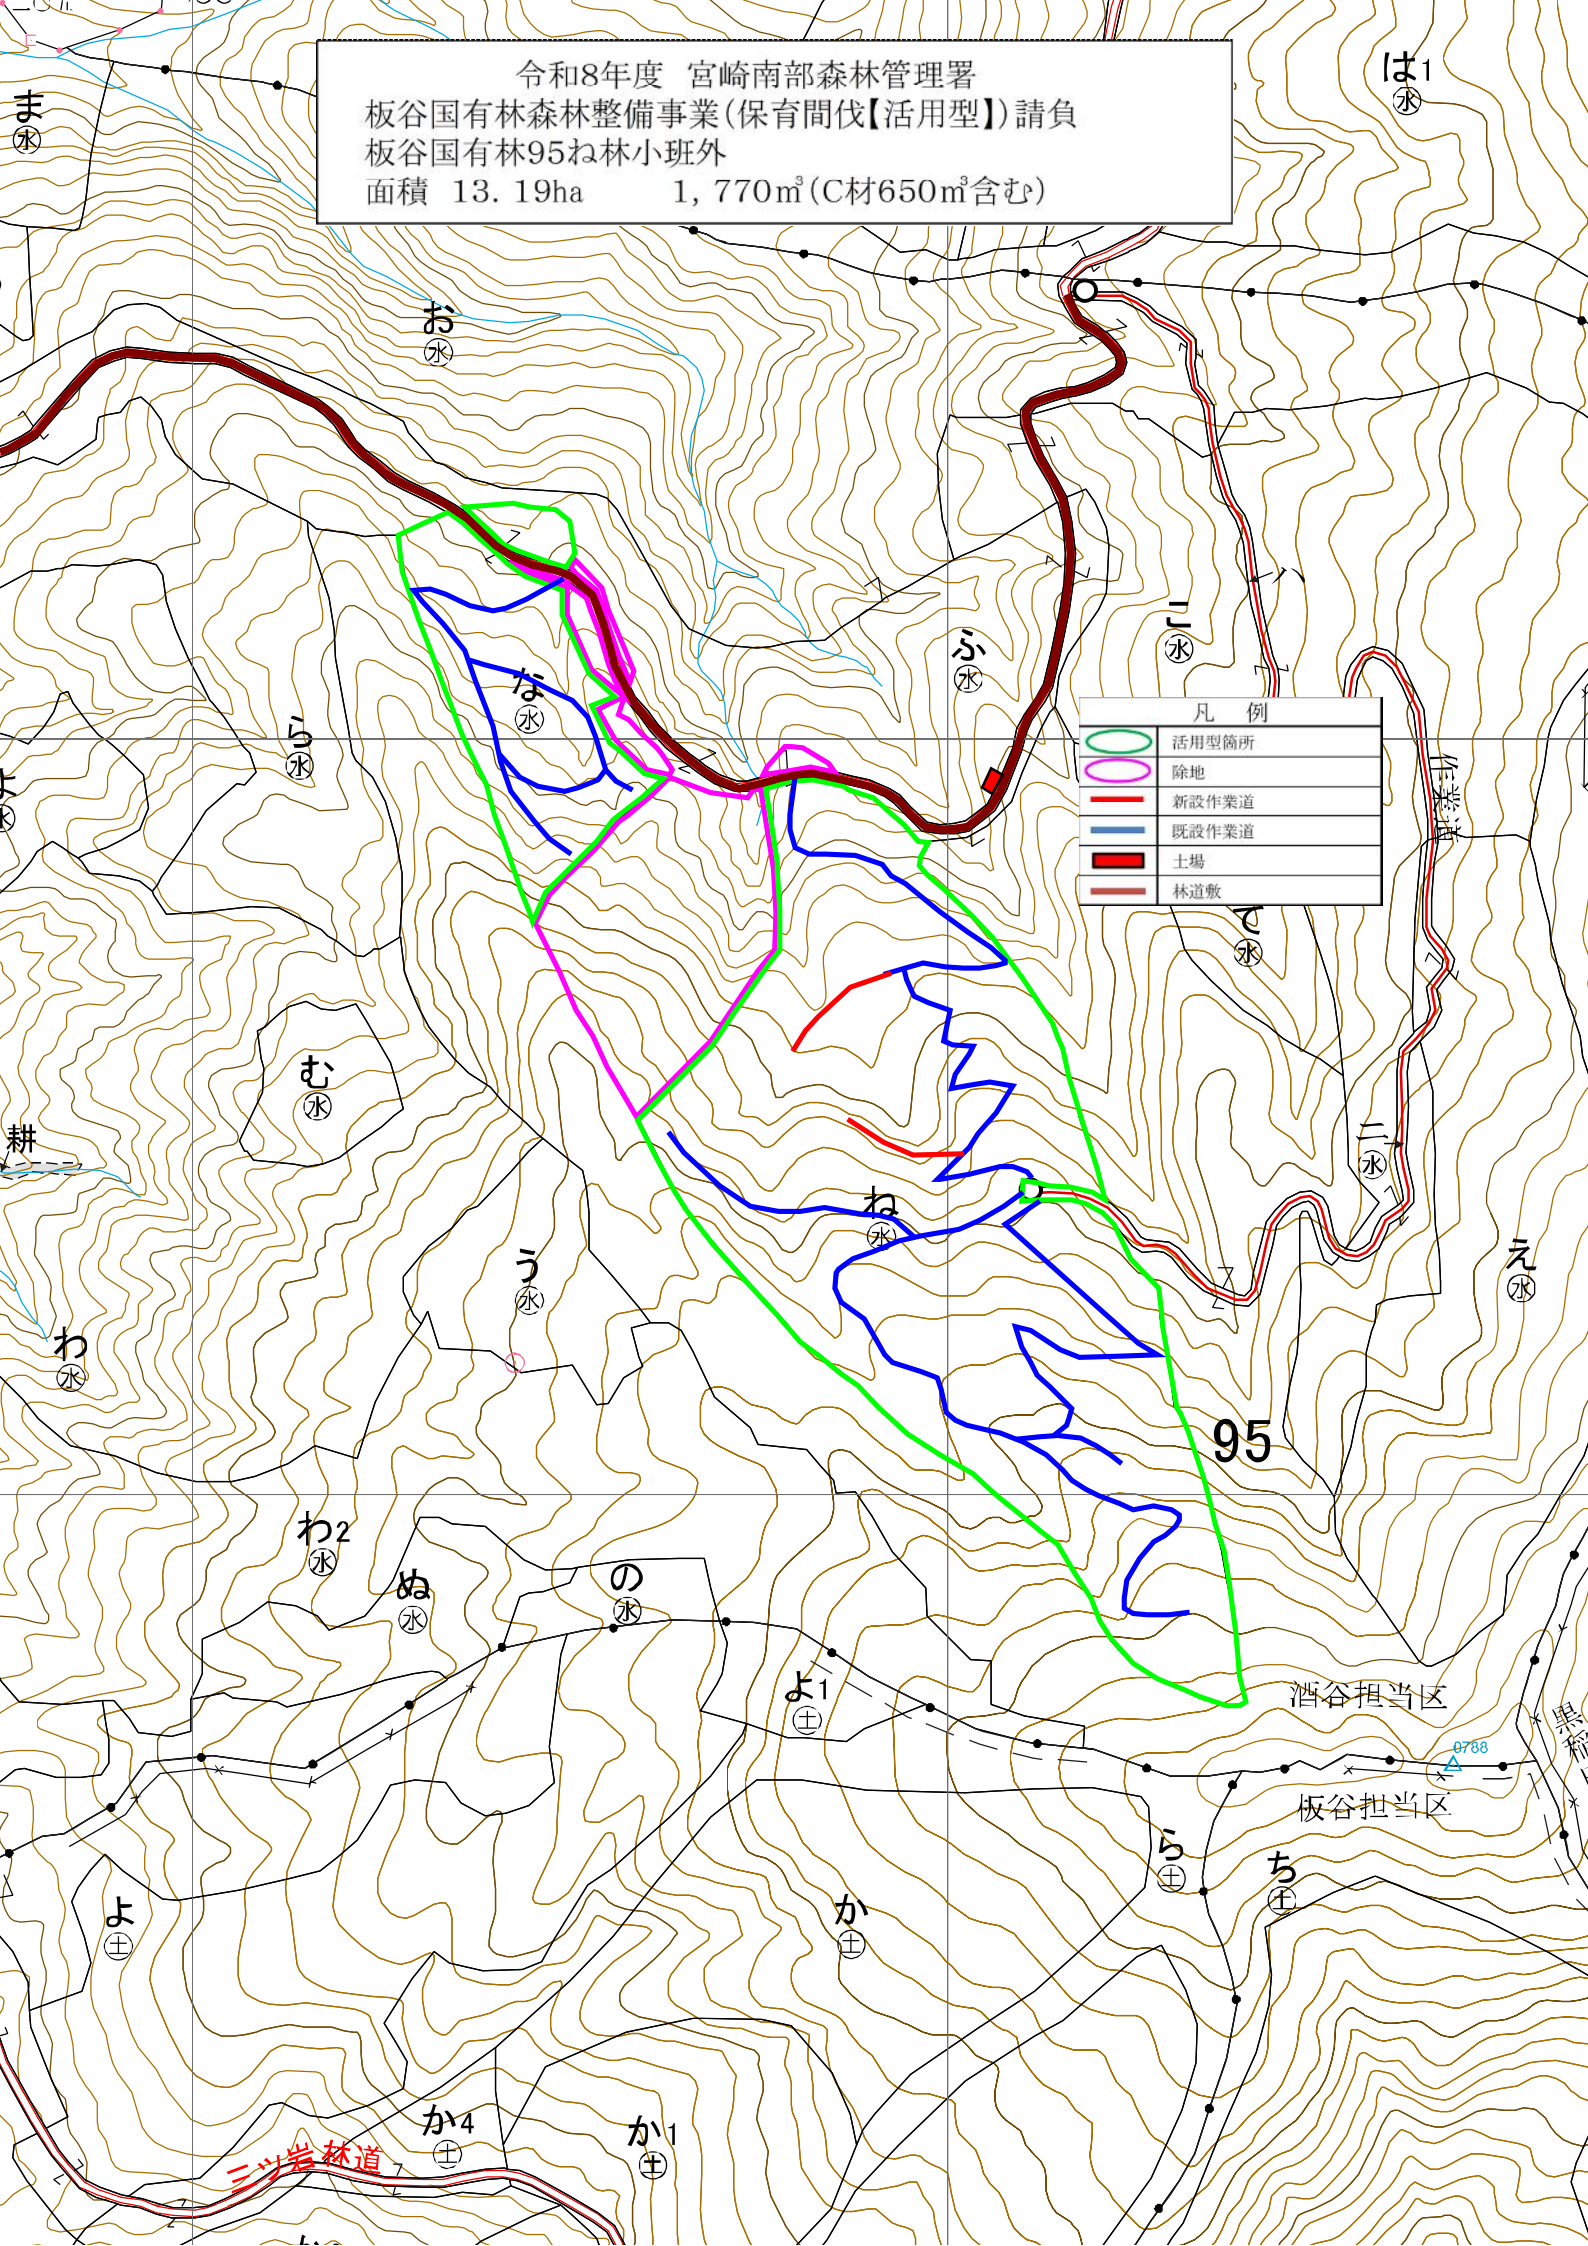 令和8年度 宮崎南部森林管理署
板谷国有林森林整備事業(保育間伐【活用型】)請負
板谷国有林95ね林小班外
面積 13.19ha 1,770㎥(C材650㎥含む)
は1
水
ま
水
お
水
ハ
こ
水
ふ
水
な
水
ら
水
よ
水
凡 例
活用型箇所
除地
新設作業道
既設作業道
土場
林道敷
作業道
て
水
む
水
耕
ニ
水
ね
水
う
水
え
水
わ
水
95
わ2
水
ぬ
水
の
水
よ1
土
酒谷担当区
0788
板谷担当区
黒
ら
土
ち
土
よ
土
か
土
か4
土
か1
土
三ツ岩林道